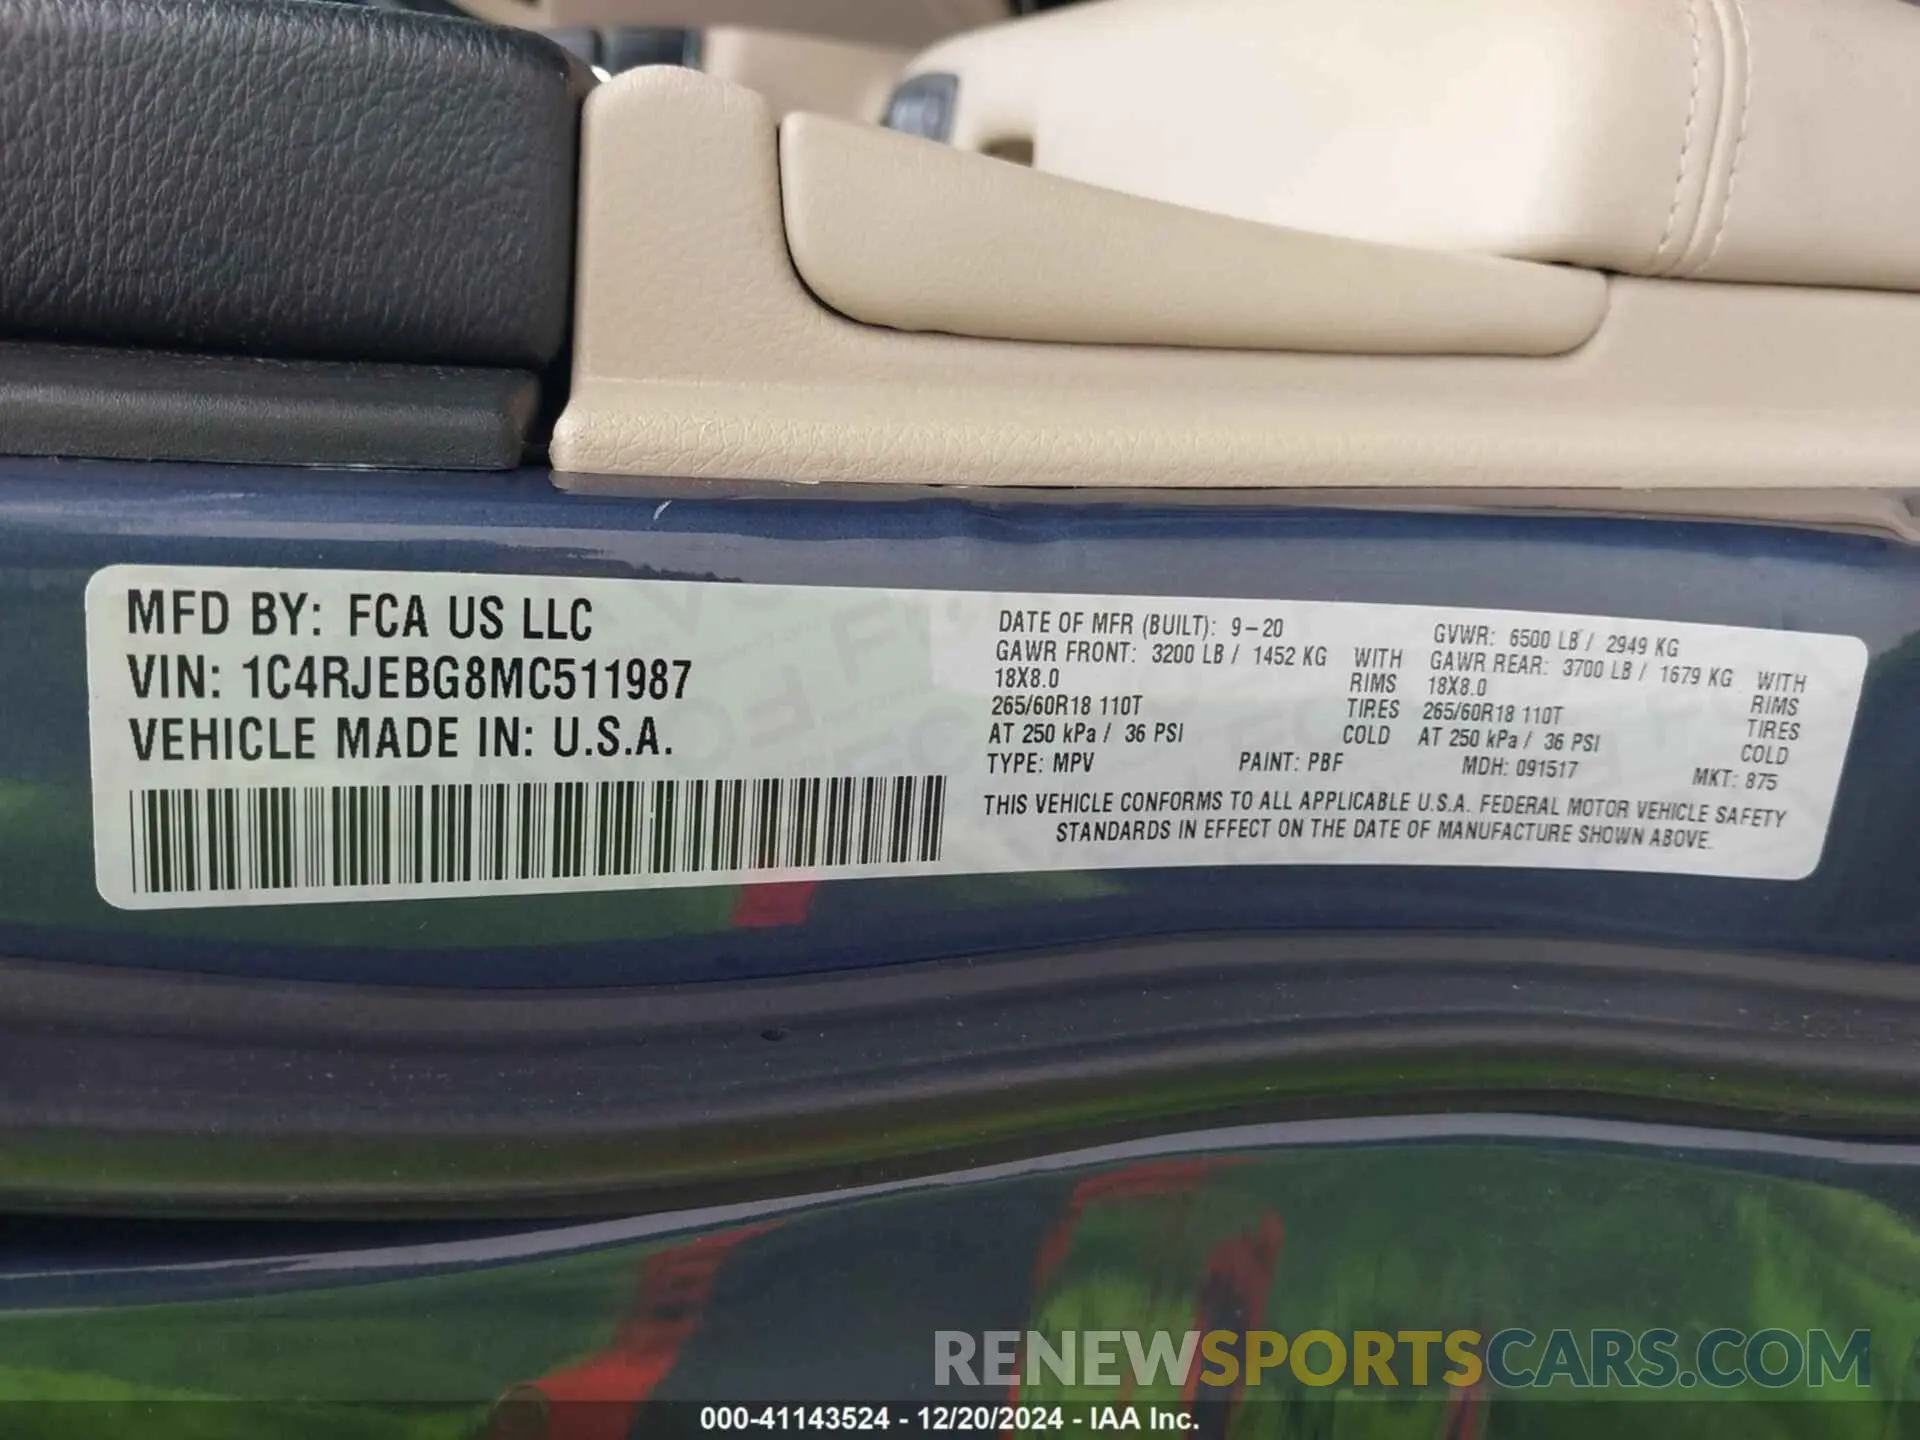 MFD BY: FCA US LLC
VIN: 1C4RJEBG8MC511987
VEHICLE MADE IN: U.S.A.
DATE OF MFR (BUILT): 9-20 GVWR: 6500 LB / 2949 KG
GAWR FRONT: 3200 LB / 1452 KG WITH GAWR REAR: 3700 LB / 1679 KG WITH
18X8.0 RIMS 18X8.0 RIMS
265/60R18 110T TIRES 265/60R18 110T TIRES
AT 250 kPa / 36 PSI COLD AT 250 kPa / 36 PSI COLD
TYPE: MPV PAINT: PBF MDH: 091517 MKT: 875
THIS VEHICLE CONFORMS TO ALL APPLICABLE U.S.A. FEDERAL MOTOR VEHICLE SAFETY
STANDARDS IN EFFECT ON THE DATE OF MANUFACTURE SHOWN ABOVE.
RENEWSPORTSCARS.COM
000-41143524 - 12/20/2024 - IAA Inc.